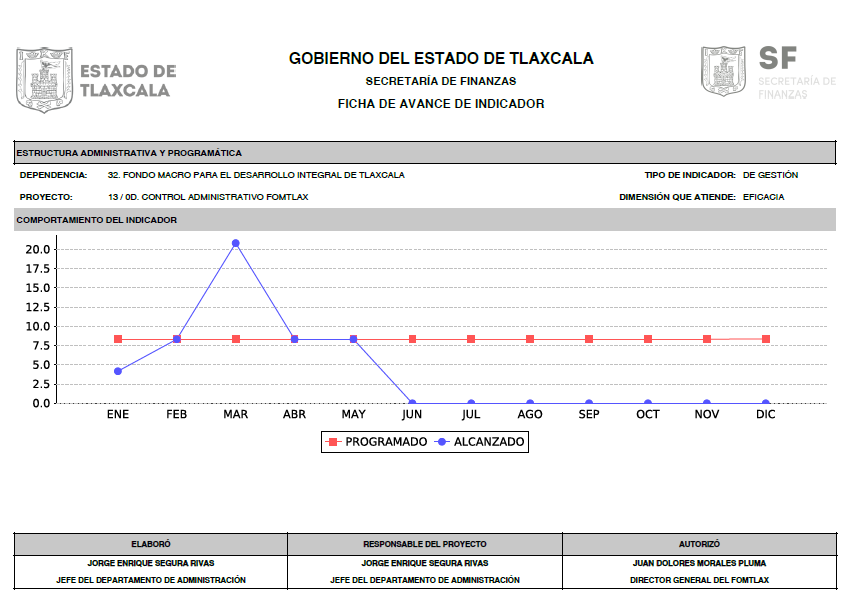 ESTADO DE
TLAXCALA
GOBIERNO DEL ESTADO DE TLAXCALA
SECRETARÍA DE FINANZAS
FICHA DE AVANCE DE INDICADOR
SF
SECRETARÍA DE
FINANZAS
ESTRUCTURA ADMINISTRATIVA Y PROGRAMÁTICA
DEPENDENCIA: 32. FONDO MACRO PARA EL DESARROLLO INTEGRAL DE TLAXCALA TIPO DE INDICADOR: DE GESTIÓN
PROYECTO: 13 / 0D. CONTROL ADMINISTRATIVO FOMTLAX DIMENSIÓN QUE ATIENDE: EFICACIA
COMPORTAMIENTO DEL INDICADOR
20.0
17.5
15.0
12.5
10.0
7.5
5.0
2.5
0.0
ENE FEB MAR ABR MAY JUN JUL AGO SEP OCT NOV DIC
PROGRAMADO ALCANZADO
ELABORÓ RESPONSABLE DEL PROYECTO AUTORIZÓ
JORGE ENRIQUE SEGURA RIVAS JORGE ENRIQUE SEGURA RIVAS JUAN DOLORES MORALES PLUMA
JEFE DEL DEPARTAMENTO DE ADMINISTRACIÓN JEFE DEL DEPARTAMENTO DE ADMINISTRACIÓN DIRECTOR GENERAL DEL FOMTLAX